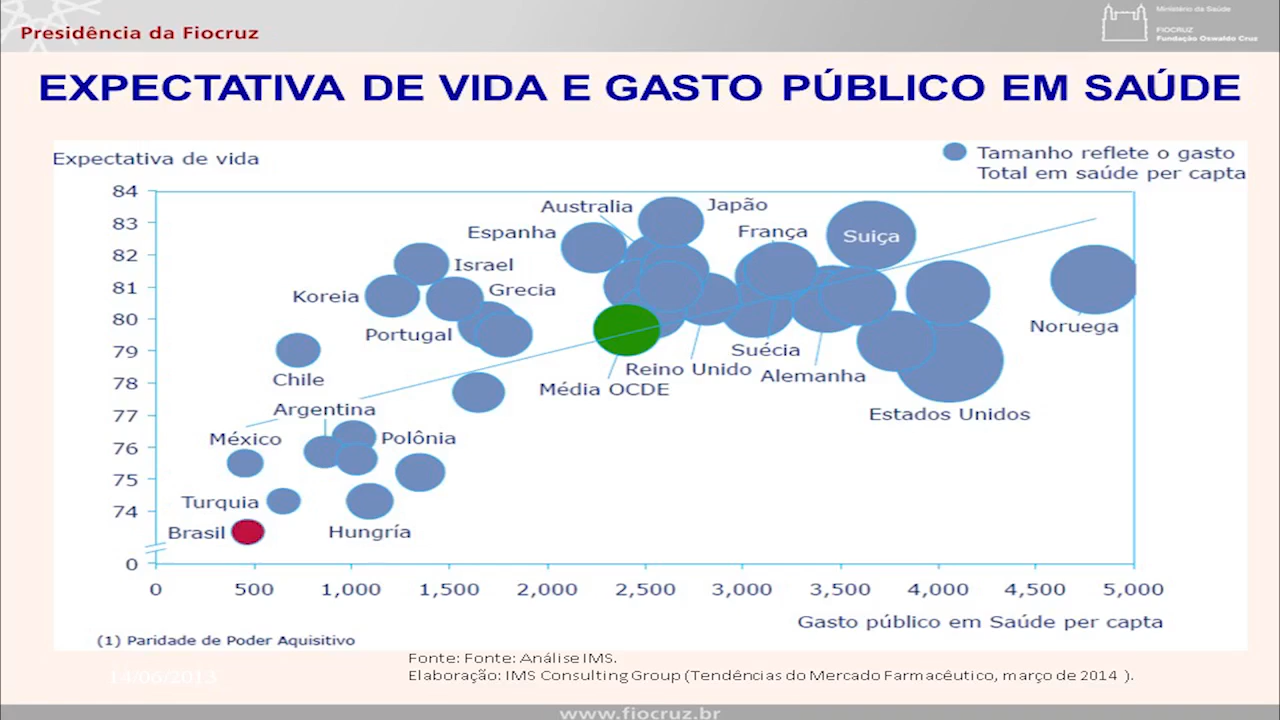 Presidência da Fiocruz
Ministério da Saúde
FIOCRUZ
Fundação Oswaldo Cruz
EXPECTATIVA DE VIDA E GASTO PÚBLICO EM SAÚDE
Expectativa de vida
Tamanho reflete o gasto
Total em saúde per capta
84
83
82
81
80
79
78
77
76
75
74
0
Australia
Japão
Espanha
França
Suiça
Israel
Koreia
Grecia
Portugal
Noruega
Chile
Suécia
Reino Unido
Alemanha
Média OCDE
Argentina
Estados Unidos
México
Polônia
Turquia
Brasil
Hungría
0 500 1,000 1,500 2,000 2,500 3,000 3,500 4,000 4,500 5,000
Gasto público em Saúde per capta
(1) Paridade de Poder Aquisitivo
Fonte: Fonte: Análise IMS.
Elaboração: IMS Consulting Group (Tendências do Mercado Farmacêutico, março de 2014 ).
14/06/2013
www.fiocruz.br